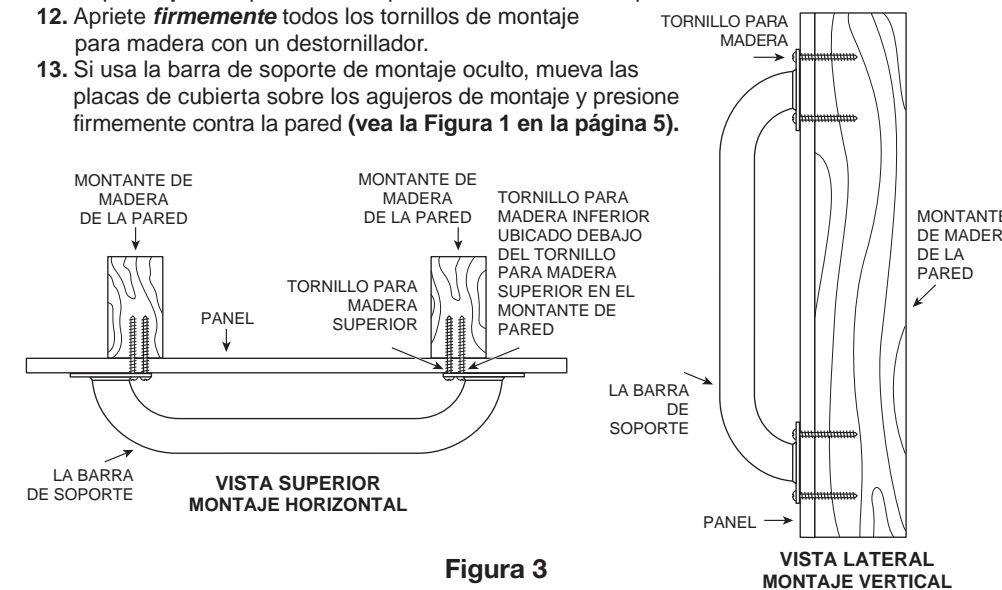 12. Apriete firmemente todos los tornillos de montaje
para madera con un destornillador.
13. Si usa la barra de soporte de montaje oculto, mueva las
placas de cubierta sobre los agujeros de montaje y presione
firmemente contra la pared (vea la Figura 1 en la página 5).
MONTANTE DE
MADERA
DE LA PARED
MONTANTE DE
MADERA
DE LA PARED
TORNILLO PARA
MADERA INFERIOR
UBICADO DEBAJO
DEL TORNILLO
PARA MADERA
SUPERIOR EN EL
MONTANTE DE
PARED
TORNILLO PARA
MADERA
SUPERIOR
PANEL
LA BARRA
DE SOPORTE
VISTA SUPERIOR
MONTAJE HORIZONTAL
TORNILLO PARA
MADERA
MONTANTE
DE MADER
DE LA
PARED
LA BARRA
DE
SOPORTE
PANEL
VISTA LATERAL
MONTAJE VERTICAL
Figura 3